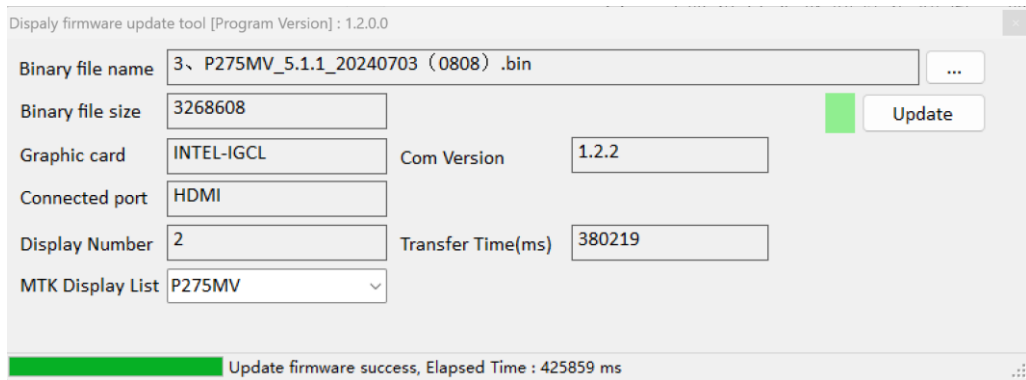 Dispaly firmware update tool [Program Version] : 1.2.0.0
Binary file name 3、P275MV_5.1.1_20240703（0808）.bin ...
Binary file size 3268608 Update
Graphic card INTEL-IGCL Com Version 1.2.2
Connected port HDMI
Display Number 2 Transfer Time(ms) 380219
MTK Display List P275MV
Update firmware success, Elapsed Time : 425859 ms